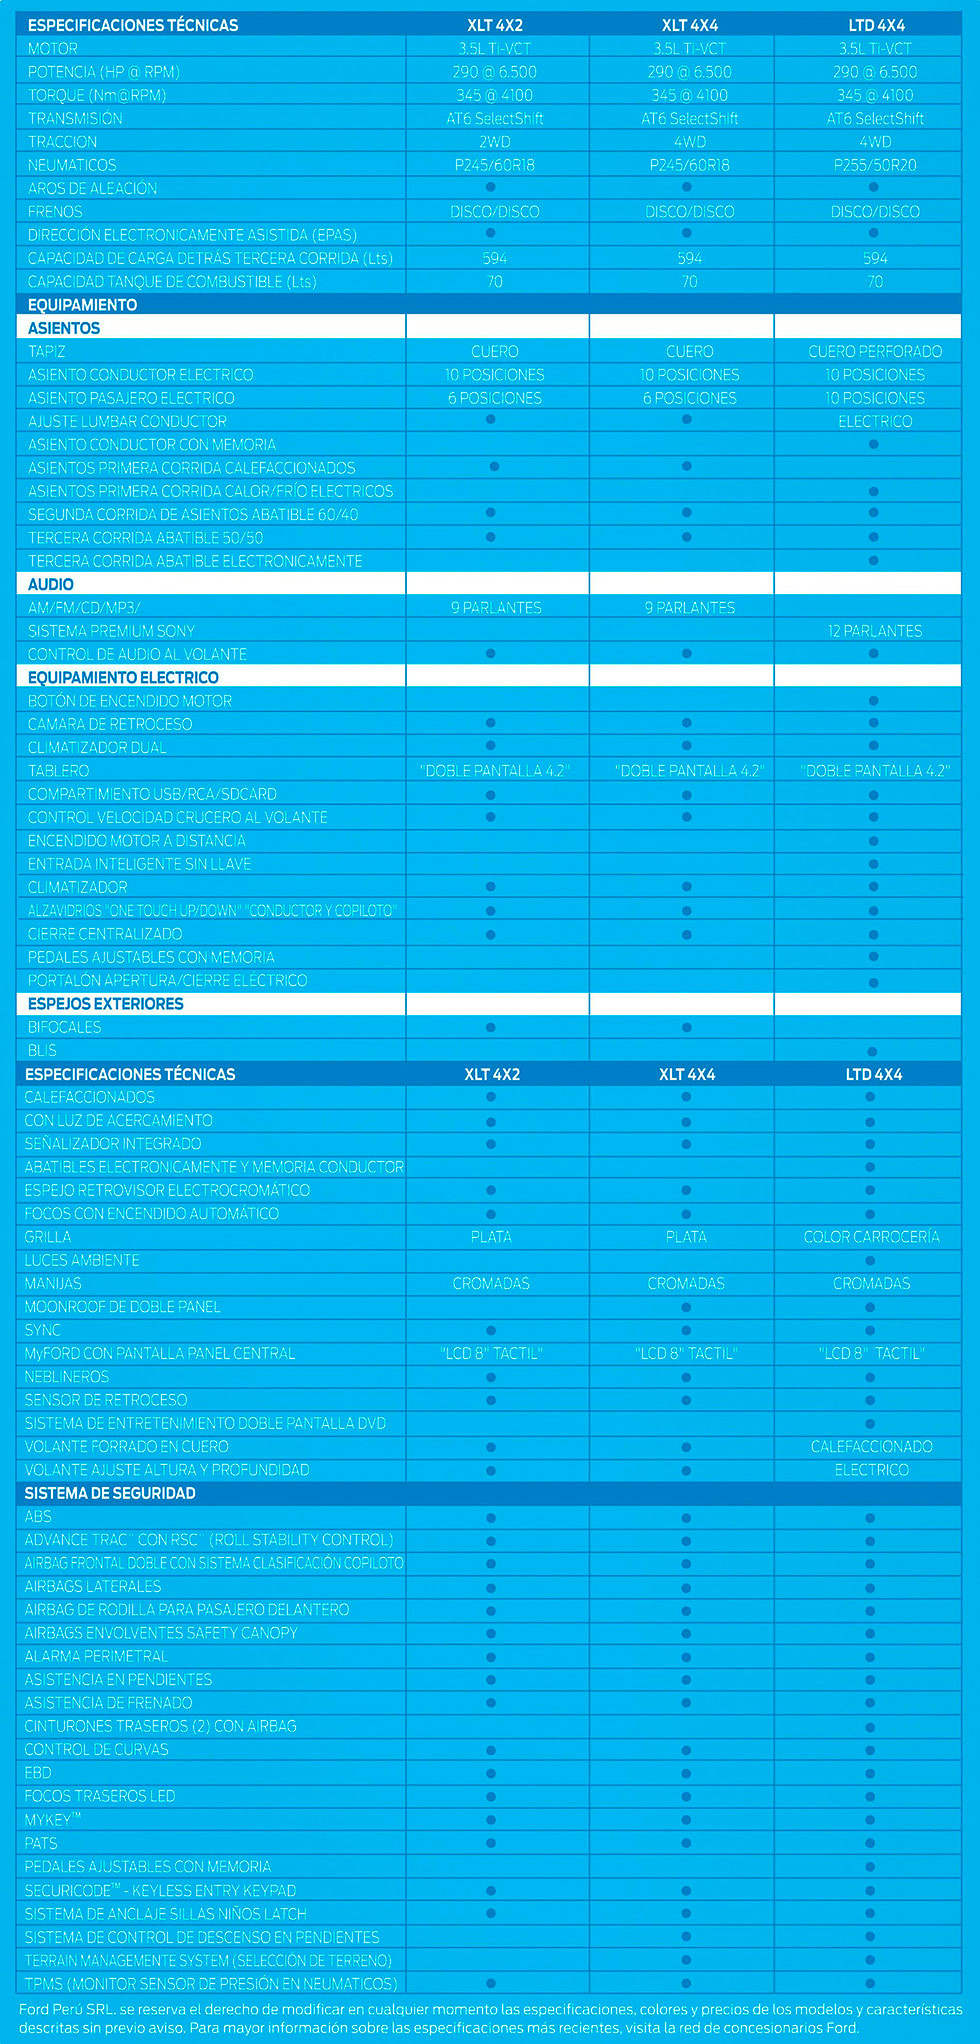 ESPECIFICACIONES TÉCNICAS XLT 4X2 XLT 4X4 LTD 4X4
MOTOR 3.5L Ti-VCT 3.5L Ti-VCT 3.5L Ti-VCT
POTENCIA (HP @ RPM) 290 @ 6.500 290 @ 6.500 290 @ 6.500
TORQUE (Nm@RPM) 345 @ 4100 345 @ 4100 345 @ 4100
TRANSMISIÓN AT6 SelectShift AT6 SelectShift AT6 SelectShift
TRACCION 2WD 4WD 4WD
NEUMATICOS P245/60R18 P245/60R18 P255/50R20
AROS DE ALEACIÓN ● ● ●
FRENOS DISCO/DISCO DISCO/DISCO DISCO/DISCO
DIRECCIÓN ELECTRONICAMENTE ASISTIDA (EPAS) ● ● ●
CAPACIDAD DE CARGA DETRÁS TERCERA CORRIDA (Lts) 594 594 594
CAPACIDAD TANQUE DE COMBUSTIBLE (Lts) 70 70 70
EQUIPAMIENTO
ASIENTOS
TAPIZ CUERO CUERO CUERO PERFORADO
ASIENTO CONDUCTOR ELECTRICO 10 POSICIONES 10 POSICIONES 10 POSICIONES
ASIENTO PASAJERO ELECTRICO 6 POSICIONES 6 POSICIONES 10 POSICIONES
AJUSTE LUMBAR CONDUCTOR ● ● ELECTRICO
ASIENTO CONDUCTOR CON MEMORIA ●
ASIENTOS PRIMERA CORRIDA CALEFACCIONADOS ● ●
ASIENTOS PRIMERA CORRIDA CALOR/FRÍO ELECTRICOS ●
SEGUNDA CORRIDA DE ASIENTOS ABATIBLE 60/40 ● ● ●
TERCERA CORRIDA ABATIBLE 50/50 ● ● ●
TERCERA CORRIDA ABATIBLE ELECTRONICAMENTE ●
AUDIO
AM/FM/CD/MP3/ 9 PARLANTES 9 PARLANTES
SISTEMA PREMIUM SONY 12 PARLANTES
CONTROL DE AUDIO AL VOLANTE ● ● ●
EQUIPAMIENTO ELECTRICO
BOTÓN DE ENCENDIDO MOTOR ●
CAMARA DE RETROCESO ● ● ●
CLIMATIZADOR DUAL ● ● ●
TABLERO "DOBLE PANTALLA 4.2" "DOBLE PANTALLA 4.2" "DOBLE PANTALLA 4.2"
COMPARTIMIENTO USB/RCA/SDCARD ● ● ●
CONTROL VELOCIDAD CRUCERO AL VOLANTE ● ● ●
ENCENDIDO MOTOR A DISTANCIA ●
ENTRADA INTELIGENTE SIN LLAVE ●
CLIMATIZADOR ● ● ●
ALZAVIDRIOS "ONE TOUCH UP/DOWN" "CONDUCTOR Y COPILOTO" ● ● ●
CIERRE CENTRALIZADO ● ● ●
PEDALES AJUSTABLES CON MEMORIA ●
PORTALÓN APERTURA/CIERRE ELÉCTRICO ●
ESPEJOS EXTERIORES
BIFOCALES ● ●
BLIS ●
ESPECIFICACIONES TÉCNICAS XLT 4X2 XLT 4X4 LTD 4X4
CALEFACCIONADOS ● ● ●
CON LUZ DE ACERCAMIENTO ● ● ●
SEÑALIZADOR INTEGRADO ● ● ●
ABATIBLES ELECTRONICAMENTE Y MEMORIA CONDUCTOR ●
ESPEJO RETROVISOR ELECTROCROMÁTICO ● ● ●
FOCOS CON ENCENDIDO AUTOMÁTICO ● ● ●
GRILLA PLATA PLATA COLOR CARROCERÍA
LUCES AMBIENTE ●
MANIJAS CROMADAS CROMADAS CROMADAS
MOONROOF DE DOBLE PANEL ● ●
SYNC ● ● ●
MyFORD CON PANTALLA PANEL CENTRAL "LCD 8" TACTIL" "LCD 8" TACTIL" "LCD 8" TACTIL"
NEBLINEROS ● ● ●
SENSOR DE RETROCESO ● ● ●
SISTEMA DE ENTRETENIMIENTO DOBLE PANTALLA DVD ●
VOLANTE FORRADO EN CUERO ● ● CALEFACCIONADO
VOLANTE AJUSTE ALTURA Y PROFUNDIDAD ● ● ELECTRICO
SISTEMA DE SEGURIDAD
ABS ● ● ●
ADVANCE TRAC¨ CON RSC¨ (ROLL STABILITY CONTROL) ● ● ●
AIRBAG FRONTAL DOBLE CON SISTEMA CLASIFICACIÓN COPILOTO ● ● ●
AIRBAGS LATERALES ● ● ●
AIRBAG DE RODILLA PARA PASAJERO DELANTERO ● ● ●
AIRBAGS ENVOLVENTES SAFETY CANOPY ● ● ●
ALARMA PERIMETRAL ● ● ●
ASISTENCIA EN PENDIENTES ● ● ●
ASISTENCIA DE FRENADO ● ● ●
CINTURONES TRASEROS (2) CON AIRBAG ●
CONTROL DE CURVAS ● ● ●
EBD ● ● ●
FOCOS TRASEROS LED ● ● ●
MYKEY™ ● ● ●
PATS ● ● ●
PEDALES AJUSTABLES CON MEMORIA ●
SECURICODE™ - KEYLESS ENTRY KEYPAD ● ● ●
SISTEMA DE ANCLAJE SILLAS NIÑOS LATCH ● ● ●
SISTEMA DE CONTROL DE DESCENSO EN PENDIENTES ● ●
TERRAIN MANAGEMENTE SYSTEM (SELECCIÓN DE TERRENO) ● ●
TPMS (MONITOR SENSOR DE PRESIÓN EN NEUMATICOS) ● ● ●
Ford Perú SRL, se reserva el derecho de modificar en cualquier momento las especificaciones, colores y precios de los modelos y características
descritas sin previo aviso. Para mayor información sobre las especificaciones más recientes, visita la red de concesionarios Ford.